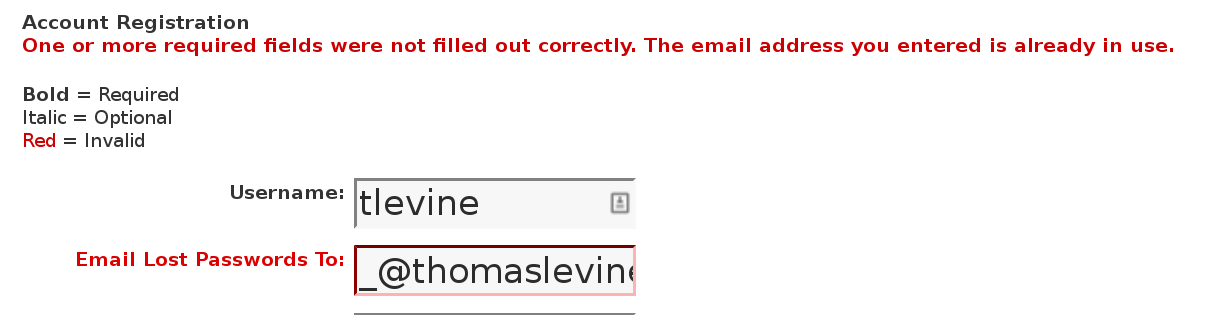 Account Registration
One or more required fields were not filled out correctly. The email address you entered is already in use.
Bold = Required
Italic = Optional
Red = Invalid
Username: tlevine
Email Lost Passwords To: _@thomaslevine